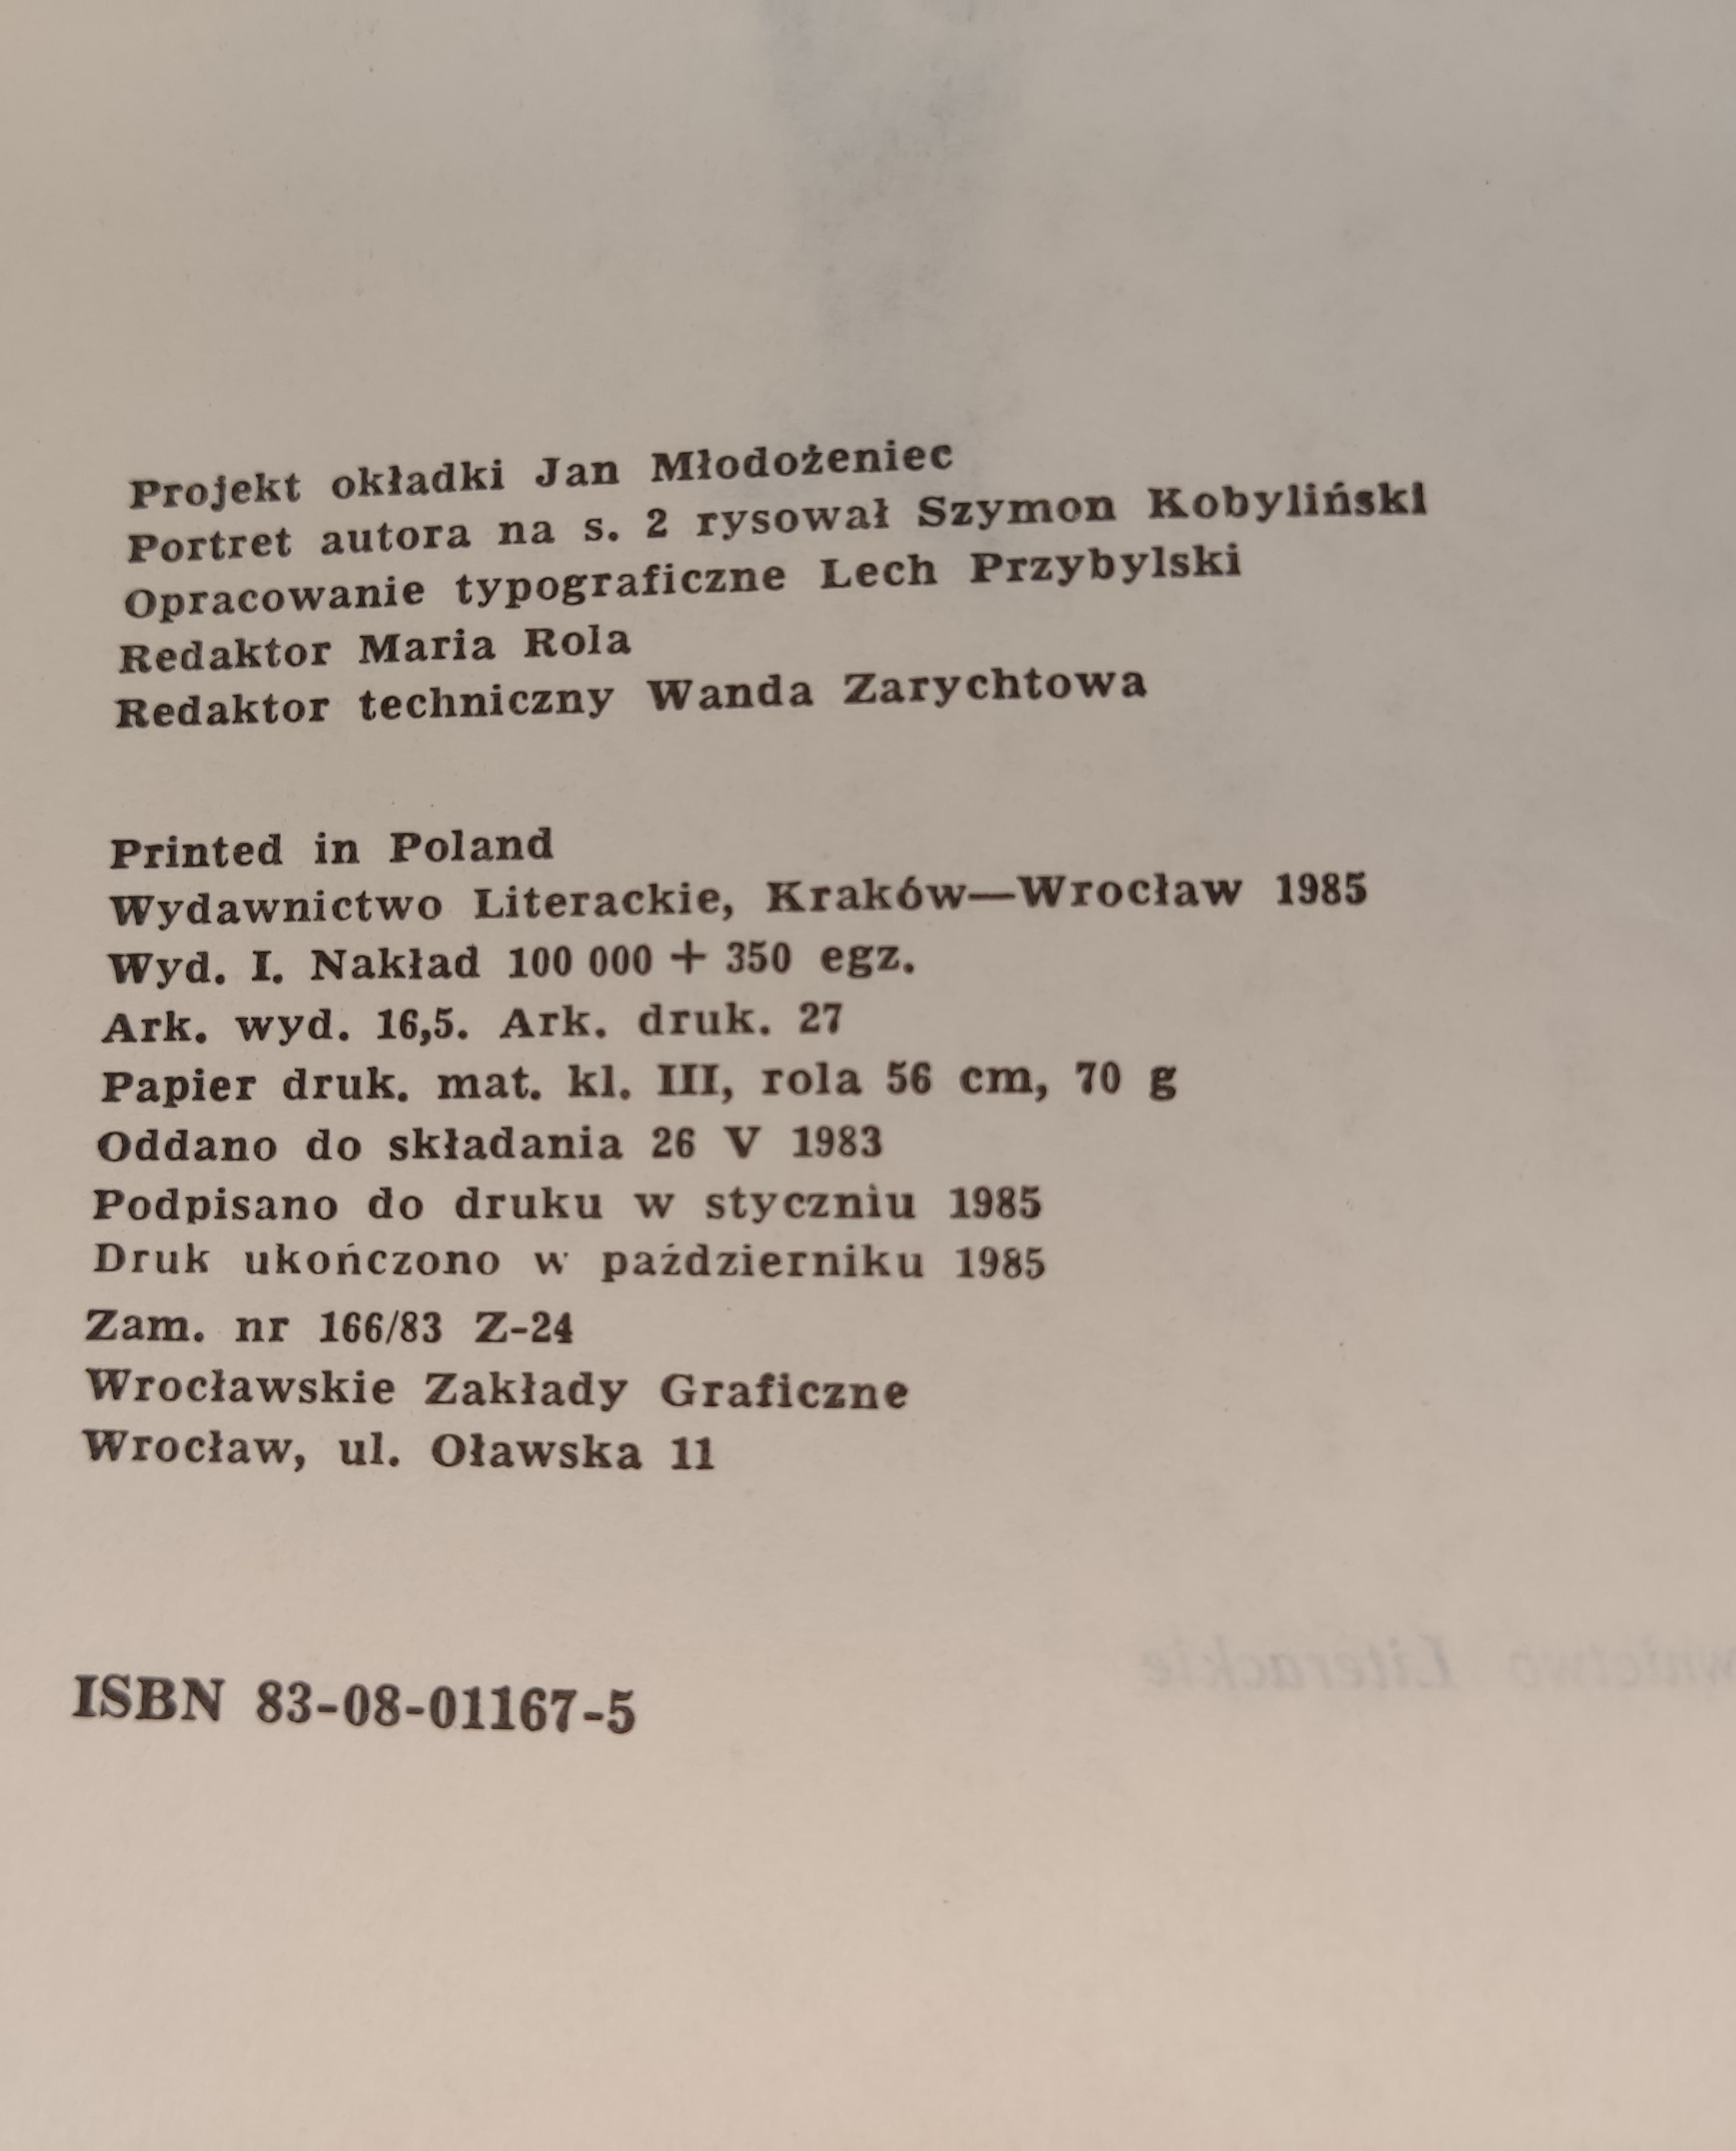 Projekt okładki Jan Młodożeniec
Portret autora na s. 2 rysował Szymon Kobyliński
Opracowanie typograficzne Lech Przybylski
Redaktor Maria Rola
Redaktor techniczny Wanda Zarychtowa
Printed in Poland
Wydawnictwo Literackie, Kraków—Wrocław 1985
Wyd. I. Nakład 100 000 + 350 egz.
Ark. wyd. 16,5. Ark. druk. 27
Papier druk. mat. kl. III, rola 56 cm, 70 g
Oddano do składania 26 V 1983
Podpisano do druku w styczniu 1985
Druk ukończono w październiku 1985
Zam. nr 166/83 Z-24
Wrocławskie Zakłady Graficzne
Wrocław, ul. Oławska 11
ISBN 83-08-01167-5